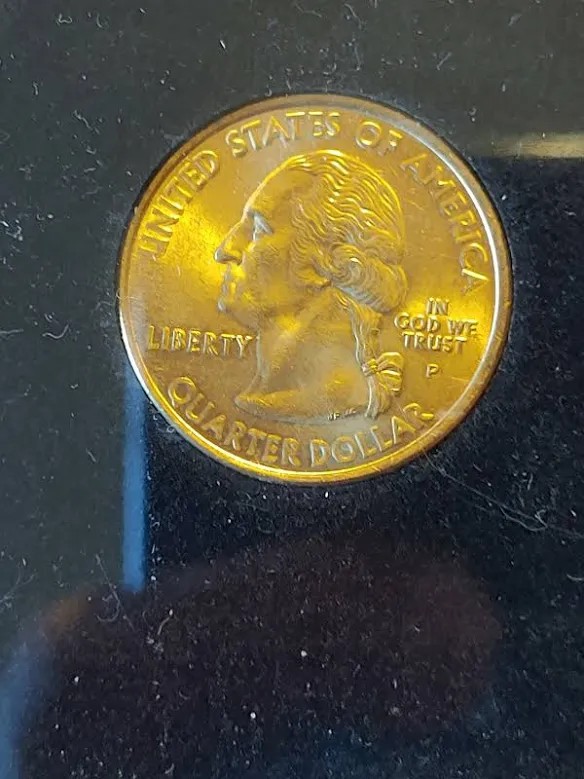 UNITED STATES OF AMERICA
LIBERTY
IN
GOD WE
TRUST
P
QUARTER DOLLAR